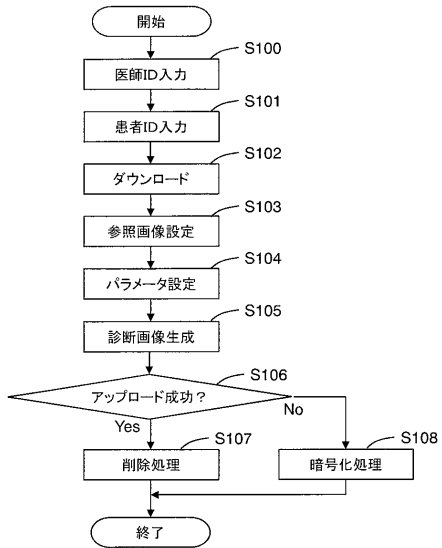 開始
S100
医師ID入力
S101
患者ID入力
S102
ダウンロード
S103
参照画像設定
S104
パラメータ設定
S105
診断画像生成
S106
アップロード成功?
No
Yes
S107
S108
削除処理
暗号化処理
終了